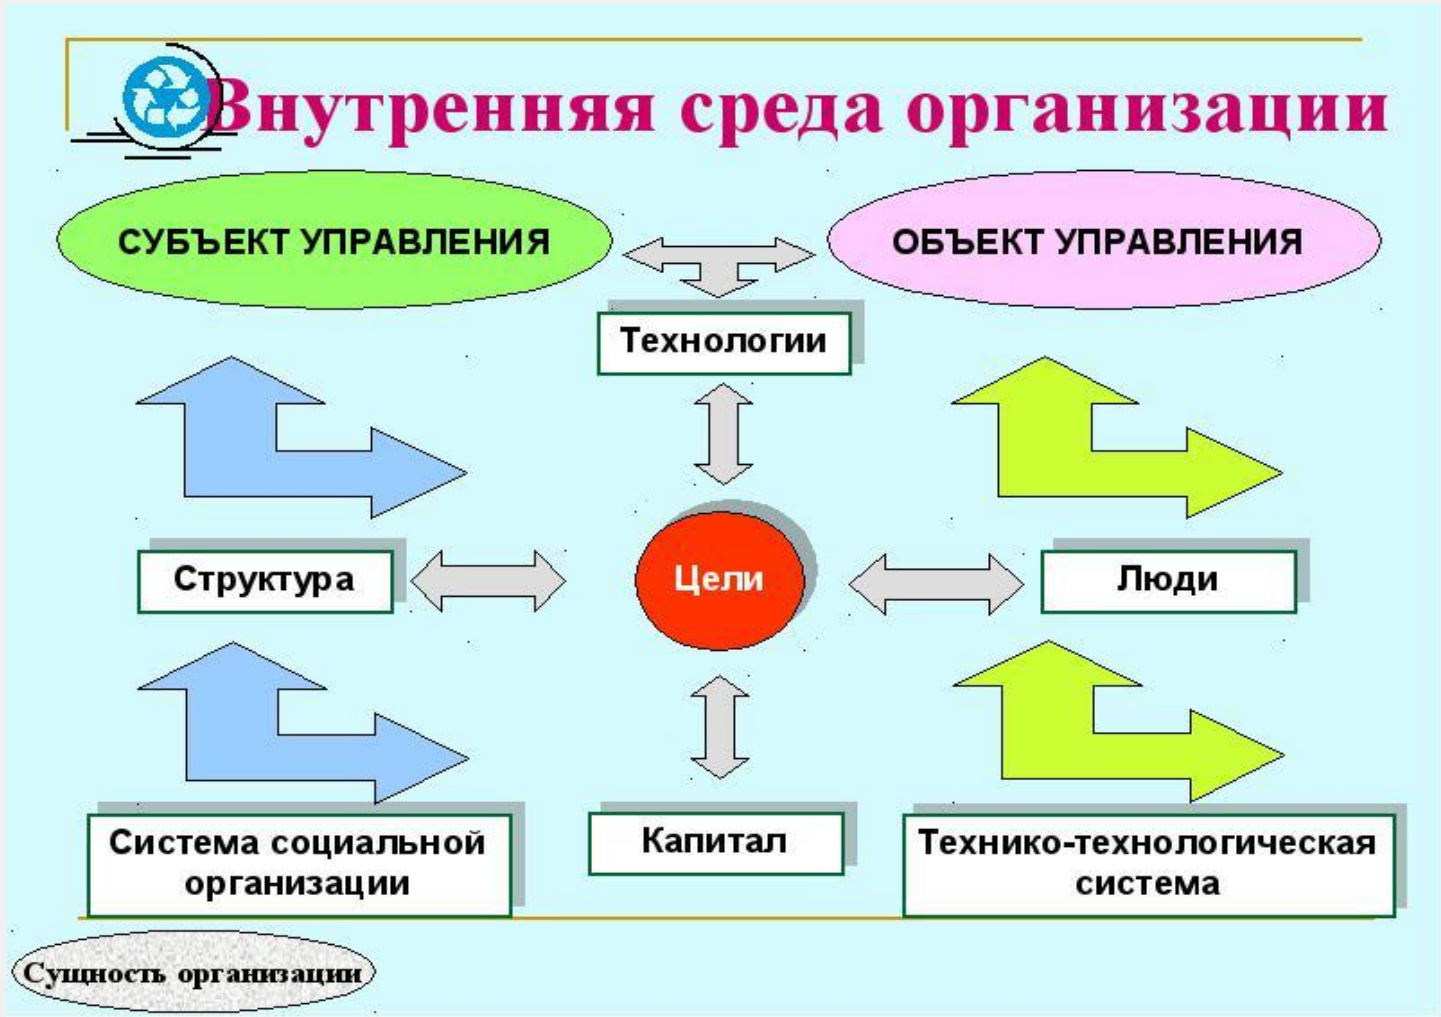 Внутренняя среда организации
СУБЪЕКТ УПРАВЛЕНИЯ
ОБЪЕКТ УПРАВЛЕНИЯ
Технологии
Структура
Цели
Люди
Система социальной
организации
Капитал
Технико-технологическая
система
Сущность организации